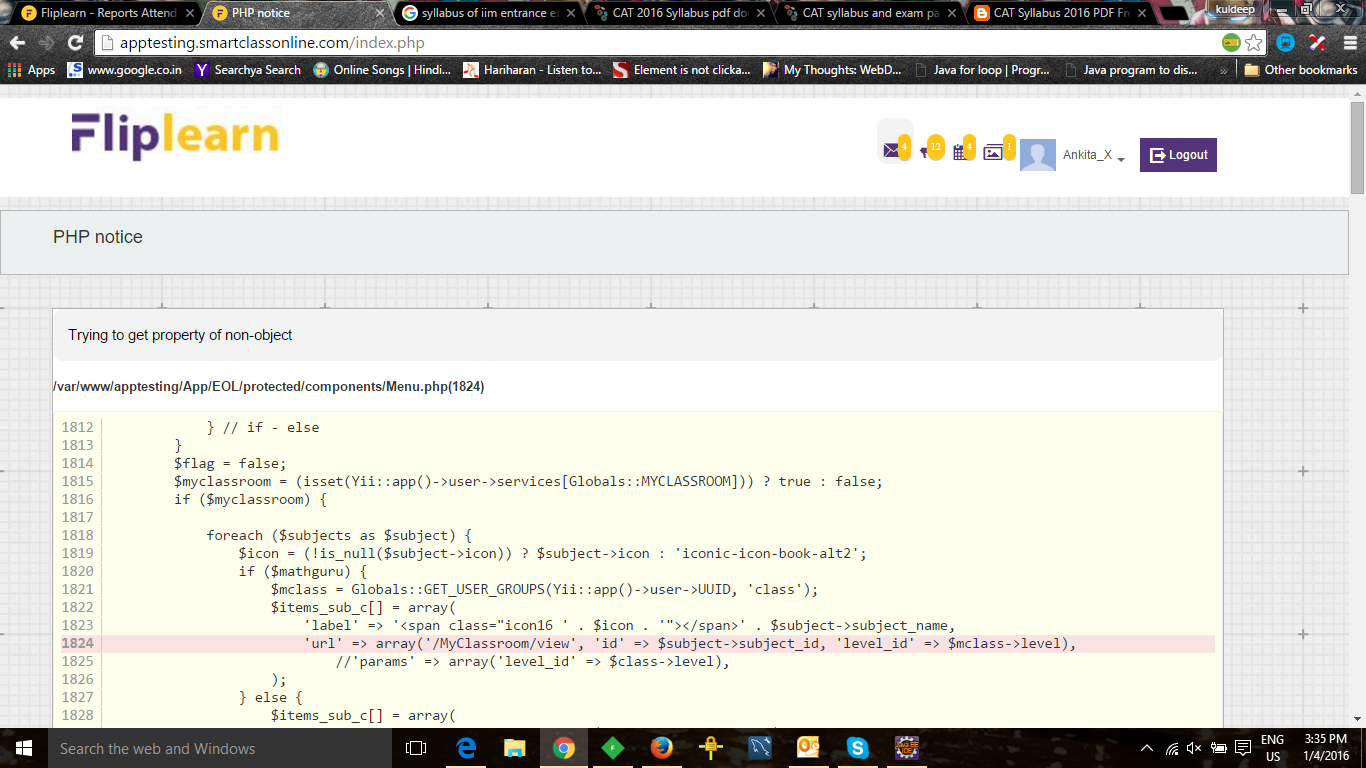 Fliplearn - Reports Attend
PHP notice
syllabus of iim entrance e
CAT 2016 Syllabus pdf do
CAT syllabus and exam pa
CAT Syllabus 2016 PDF Fr
kuldeep
apptesting.smartclassonline.com/index.php
Apps
www.google.co.in
Searchya Search
Online Songs | Hindi...
Hariharan - Listen to...
Element is not clicka...
My Thoughts: WebD...
Java for loop | Progr...
Java program to dis...
»
Other bookmarks
Fliplearn
4
12
4
1
Ankita_X
Logout
PHP notice
Trying to get property of non-object
/var/www/apptesting/App/EOL/protected/components/Menu.php(1824)
1812 } // if - else
1813 }
1814 $flag = false;
1815 $myclassroom = (isset(Yii::app()->user->services[Globals::MYCLASSROOM])) ? true : false;
1816 if ($myclassroom) {
1817
1818 foreach ($subjects as $subject) {
1819 $icon = (!is_null($subject->icon)) ? $subject->icon : 'iconic-icon-book-alt2';
1820 if ($mathguru) {
1821 $mclass = Globals::GET_USER_GROUPS(Yii::app()->user->UUID, 'class');
1822 $items_sub_c[] = array(
1823 'label' => '<span class="icon16 ' . $icon . '"></span>' . $subject->subject_name,
1824 'url' => array('/MyClassroom/view', 'id' => $subject->subject_id, 'level_id' => $mclass->level),
1825 //'params' => array('level_id' => $class->level),
1826 );
1827 } else {
1828 $items_sub_c[] = array(
Search the web and Windows
ENG
US
3:35 PM
1/4/2016